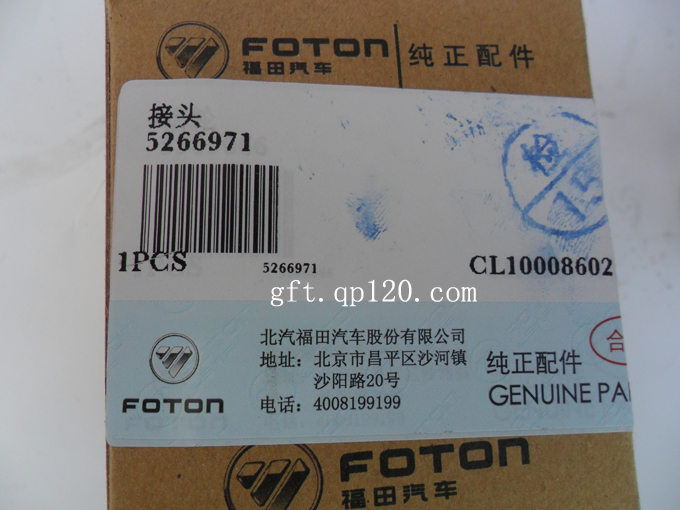 FOTON 纯正配件
福田汽车
接头
5266971
检
15
1PCS 5266971 CL10008602
gft.qp120.com
北汽福田汽车股份有限公司
地址：北京市昌平区沙河镇
沙阳路20号
电话：4008199199
FOTON
合
纯正配件
GENUINE PA
FOTON
福田汽车